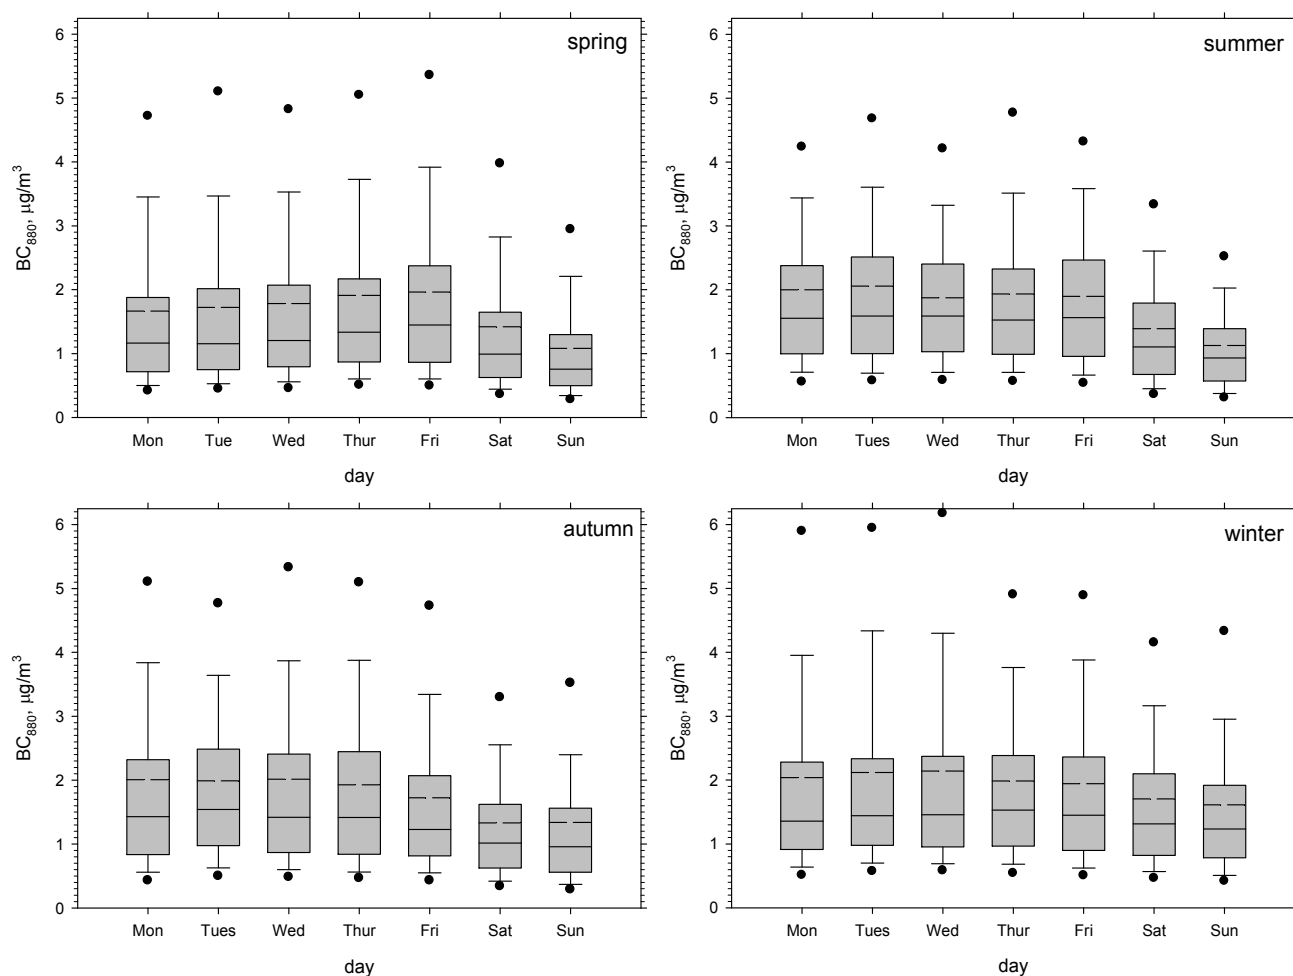 spring
6
5
4
3
2
1
0
BC880, µg/m3
Mon Tue Wed Thur Fri Sat Sun
day
summer
6
5
4
3
2
1
0
BC880, µg/m3
Mon Tues Wed Thur Fri Sat Sun
day
autumn
6
5
4
3
2
1
0
BC880, µg/m3
Mon Tues Wed Thur Fri Sat Sun
day
winter
6
5
4
3
2
1
0
BC880, µg/m3
Mon Tues Wed Thur Fri Sat Sun
day